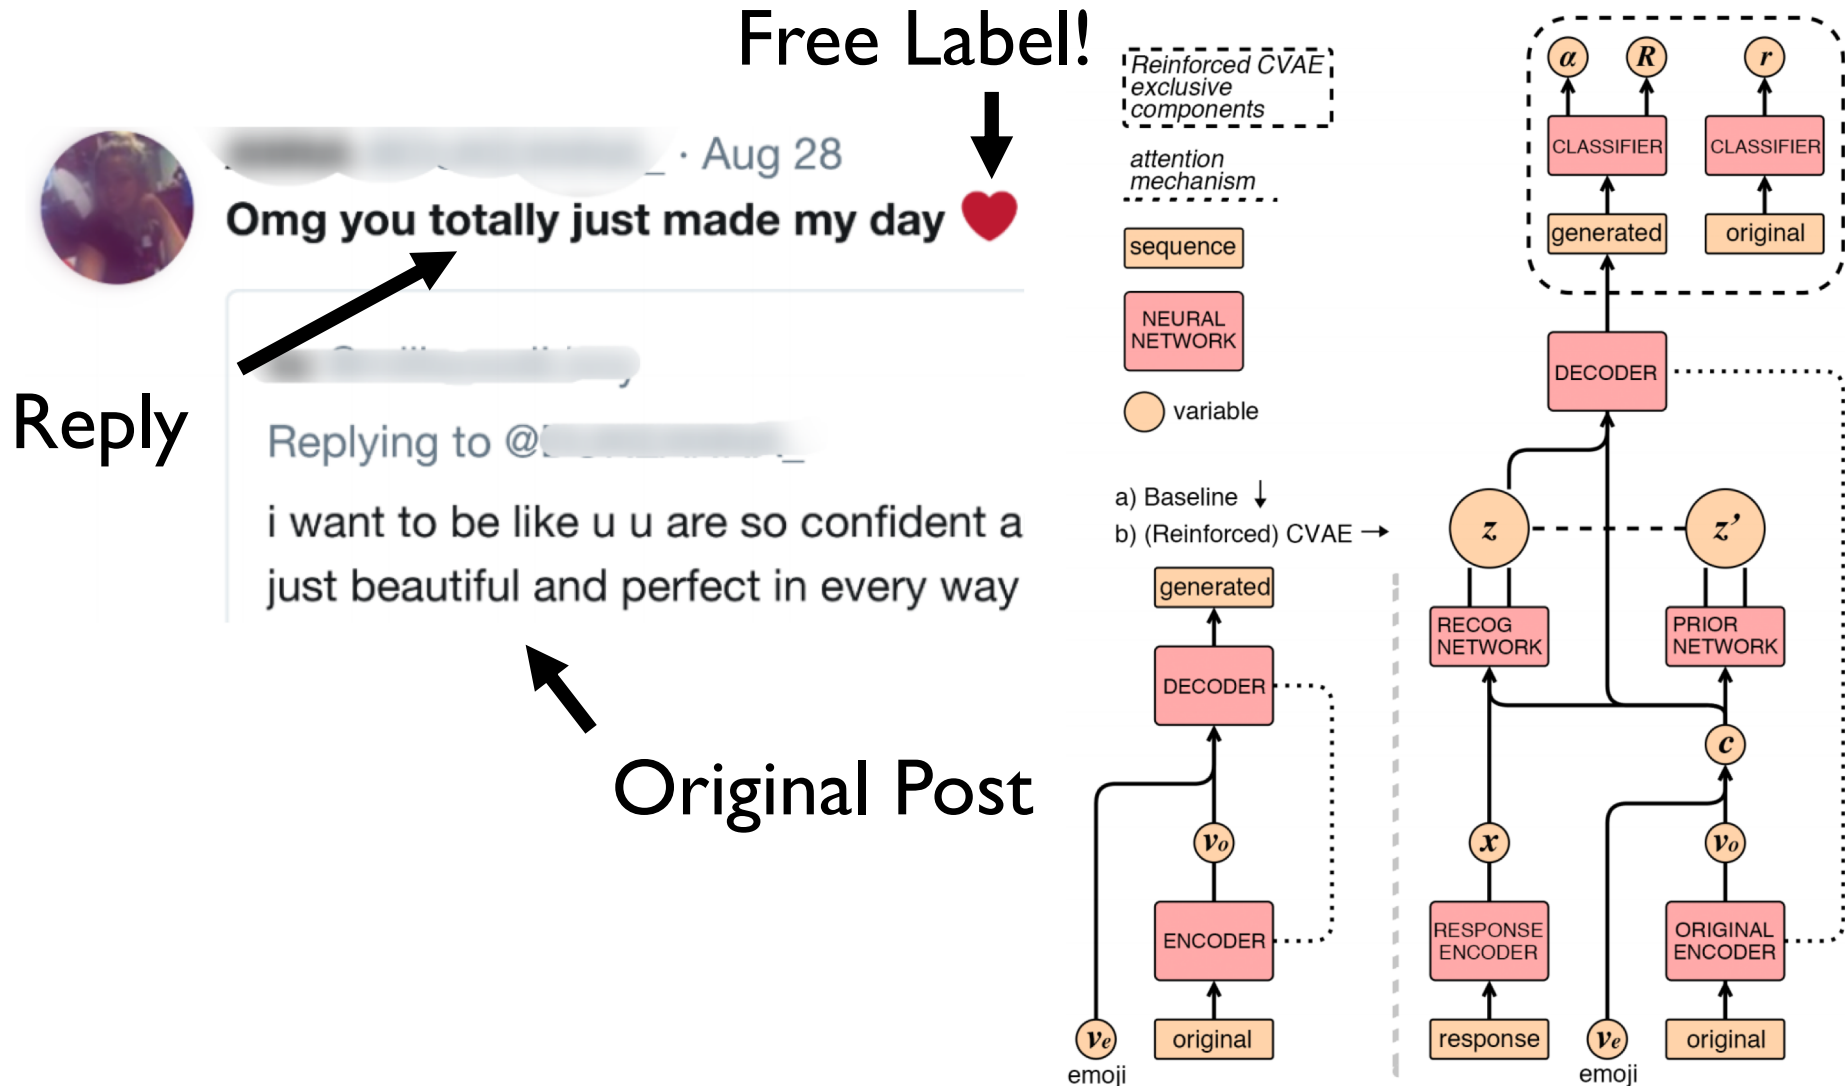 Free Label!
· Aug 28
Omg you totally just made my day ❤
Reply
Replying to @
i want to be like u u are so confident a
just beautiful and perfect in every way
Original Post
Reinforced CVAE
exclusive
components
attention
mechanism
sequence
NEURAL
NETWORK
variable
a) Baseline ↓
b) (Reinforced) CVAE →
generated
DECODER
vo
ENCODER
ve
original
emoji
α
R
r
CLASSIFIER
CLASSIFIER
generated
original
DECODER
z
z'
RECOG
NETWORK
PRIOR
NETWORK
c
x
vo
RESPONSE
ENCODER
ORIGINAL
ENCODER
response
ve
original
emoji